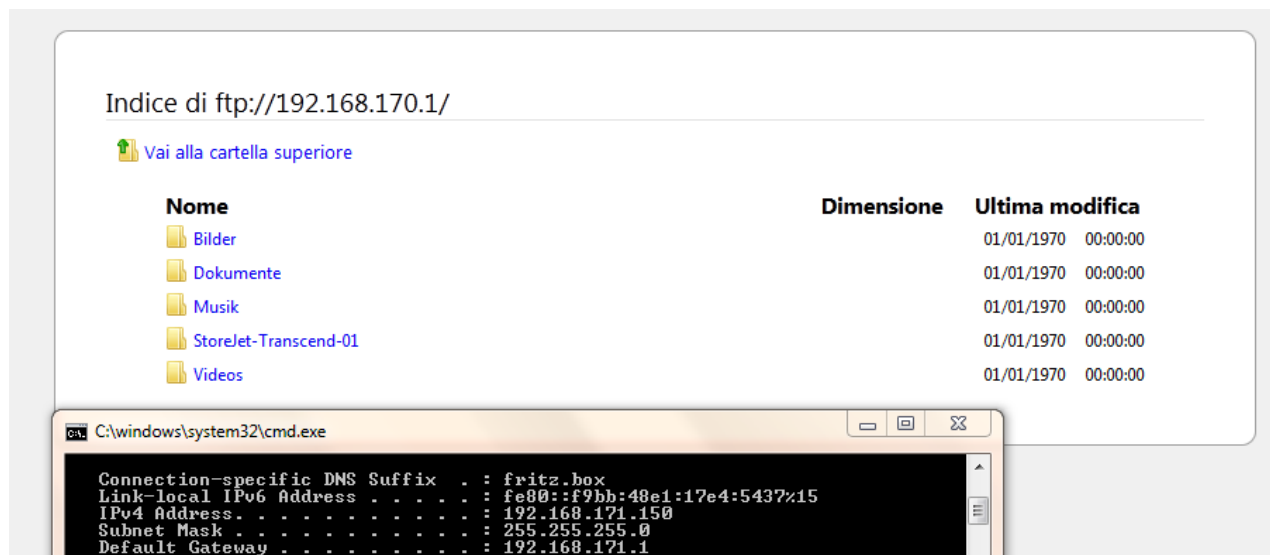 Indice di ftp://192.168.170.1/
Vai alla cartella superiore
Nome Dimensione Ultima modifica
Bilder 01/01/1970 00:00:00
Dokumente 01/01/1970 00:00:00
Musik 01/01/1970 00:00:00
StoreJet-Transcend-01 01/01/1970 00:00:00
Videos 01/01/1970 00:00:00
C:\windows\system32\cmd.exe
Connection-specific DNS Suffix . : fritz.box
Link-local IPv6 Address . . . . . : fe80::f9bb:48e1:17e4:5437%15
IPv4 Address. . . . . . . . . . . : 192.168.171.150
Subnet Mask . . . . . . . . . . . : 255.255.255.0
Default Gateway . . . . . . . . . : 192.168.171.1